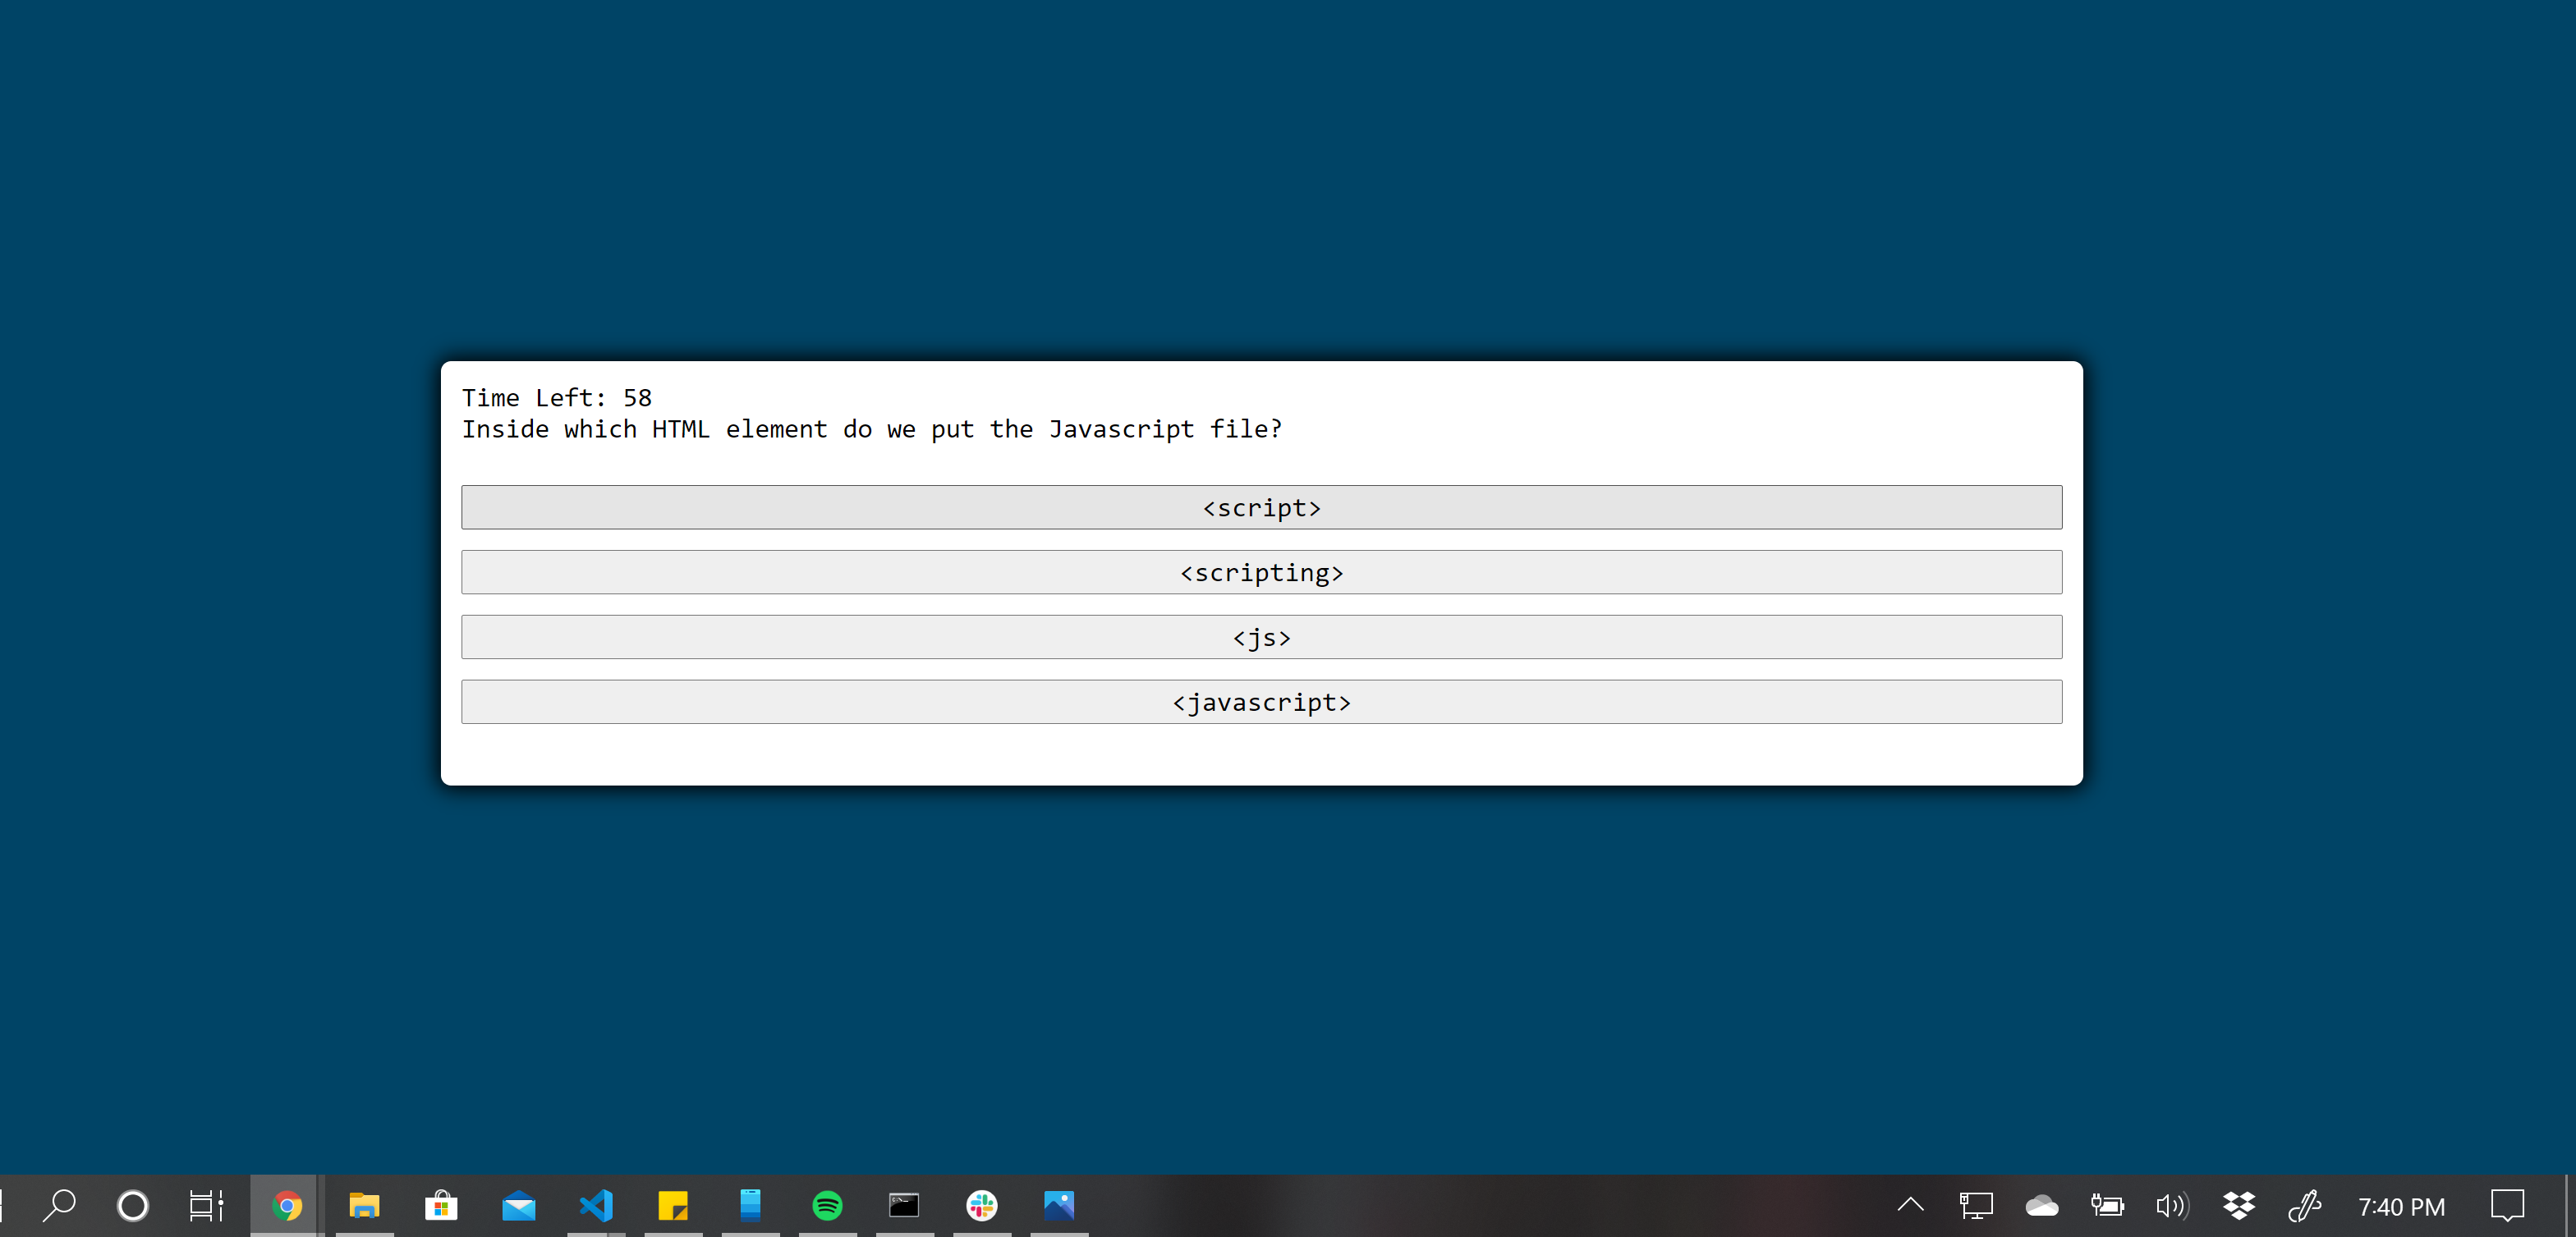 Time Left: 58
Inside which HTML element do we put the Javascript file?
<script>
<scripting>
<js>
<javascript>
7:40 PM